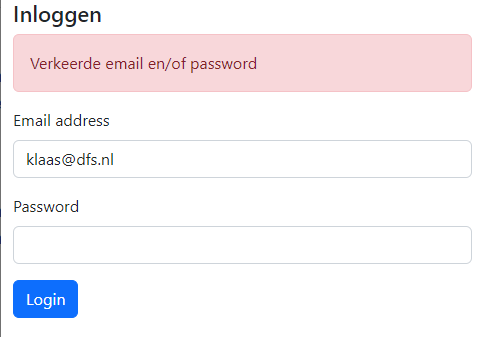 Inloggen
Verkeerde email en/of password
Email address
klaas@dfs.nl
Password
Login